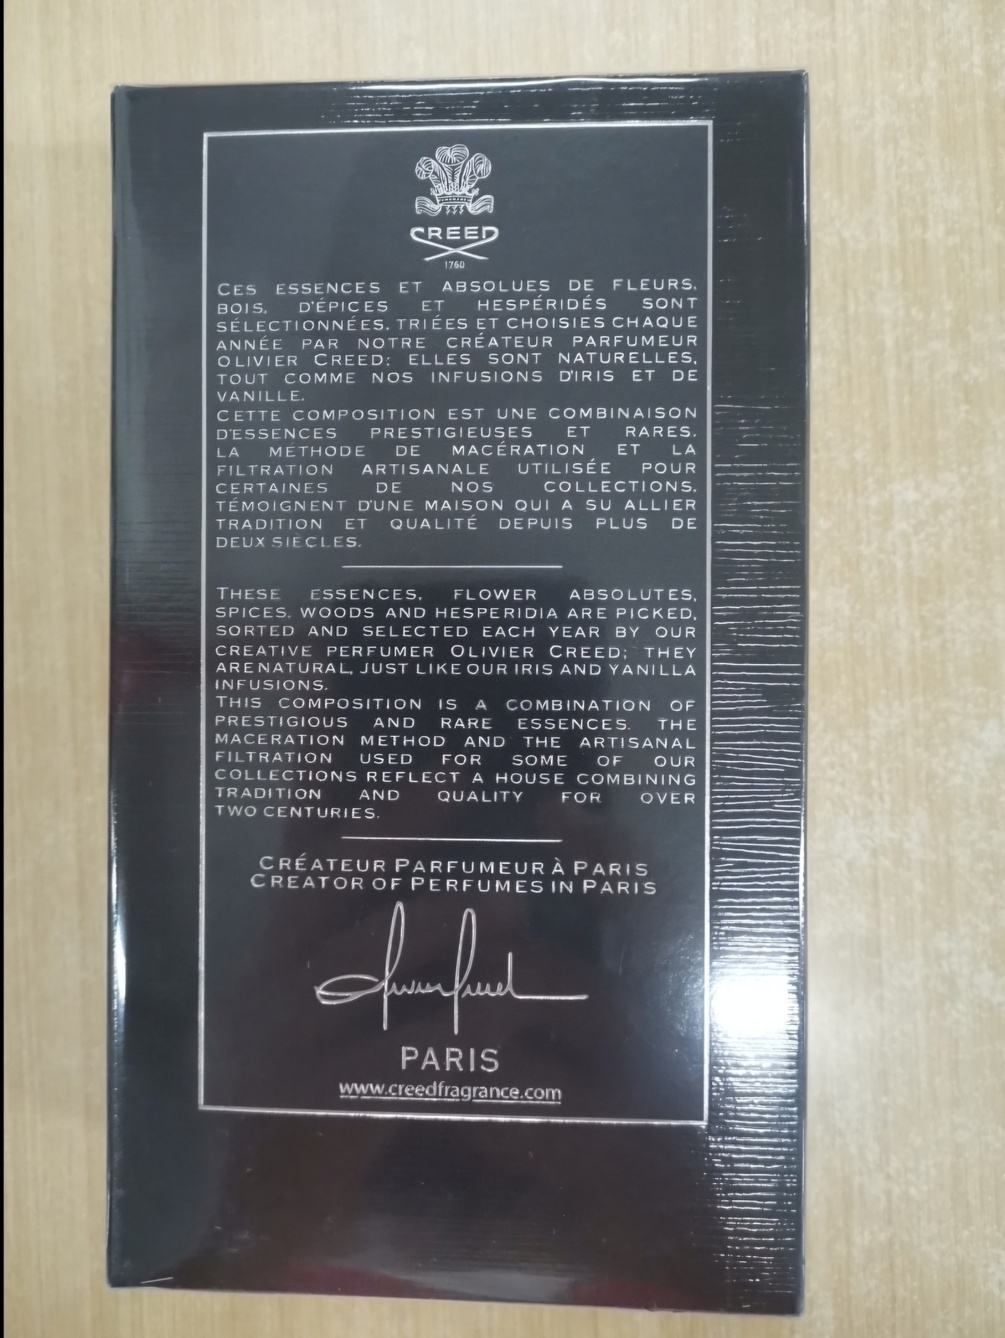 CREED
1760
CES ESSENCES ET ABSOLUES DE FLEURS,
BOIS, D'ÉPICES ET HESPÉRIDÉS SONT
SÉLECTIONNÉES, TRIÉES ET CHOISIES CHAQUE
ANNÉE PAR NOTRE CRÉATEUR PARFUMEUR
OLIVIER CREED; ELLES SONT NATURELLES,
TOUT COMME NOS INFUSIONS D'IRIS ET DE
VANILLE.
CETTE COMPOSITION EST UNE COMBINAISON
D'ESSENCES PRESTIGIEUSES ET RARES.
LA METHODE DE MACÉRATION ET LA
FILTRATION ARTISANALE UTILISÉE POUR
CERTAINES DE NOS COLLECTIONS,
TÉMOIGNENT D'UNE MAISON QUI A SU ALLIER
TRADITION ET QUALITÉ DEPUIS PLUS DE
DEUX SIECLES.
THESE ESSENCES, FLOWER ABSOLUTES,
SPICES, WOODS AND HESPERIDIA ARE PICKED,
SORTED AND SELECTED EACH YEAR BY OUR
CREATIVE PERFUMER OLIVIER CREED; THEY
ARENATURAL, JUST LIKE OUR IRIS AND YANILLA
INFUSIONS.
THIS COMPOSITION IS A COMBINATION OF
PRESTIGIOUS AND RARE ESSENCES. THE
MACERATION METHOD AND THE ARTISANAL
FILTRATION USED FOR SOME OF OUR
COLLECTIONS REFLECT A HOUSE COMBINING
TRADITION AND QUALITY FOR OVER
TWO CENTURIES.
CRÉATEUR PARFUMEUR À PARIS
CREATOR OF PERFUMES IN PARIS
PARIS
www.creedfragrance.com